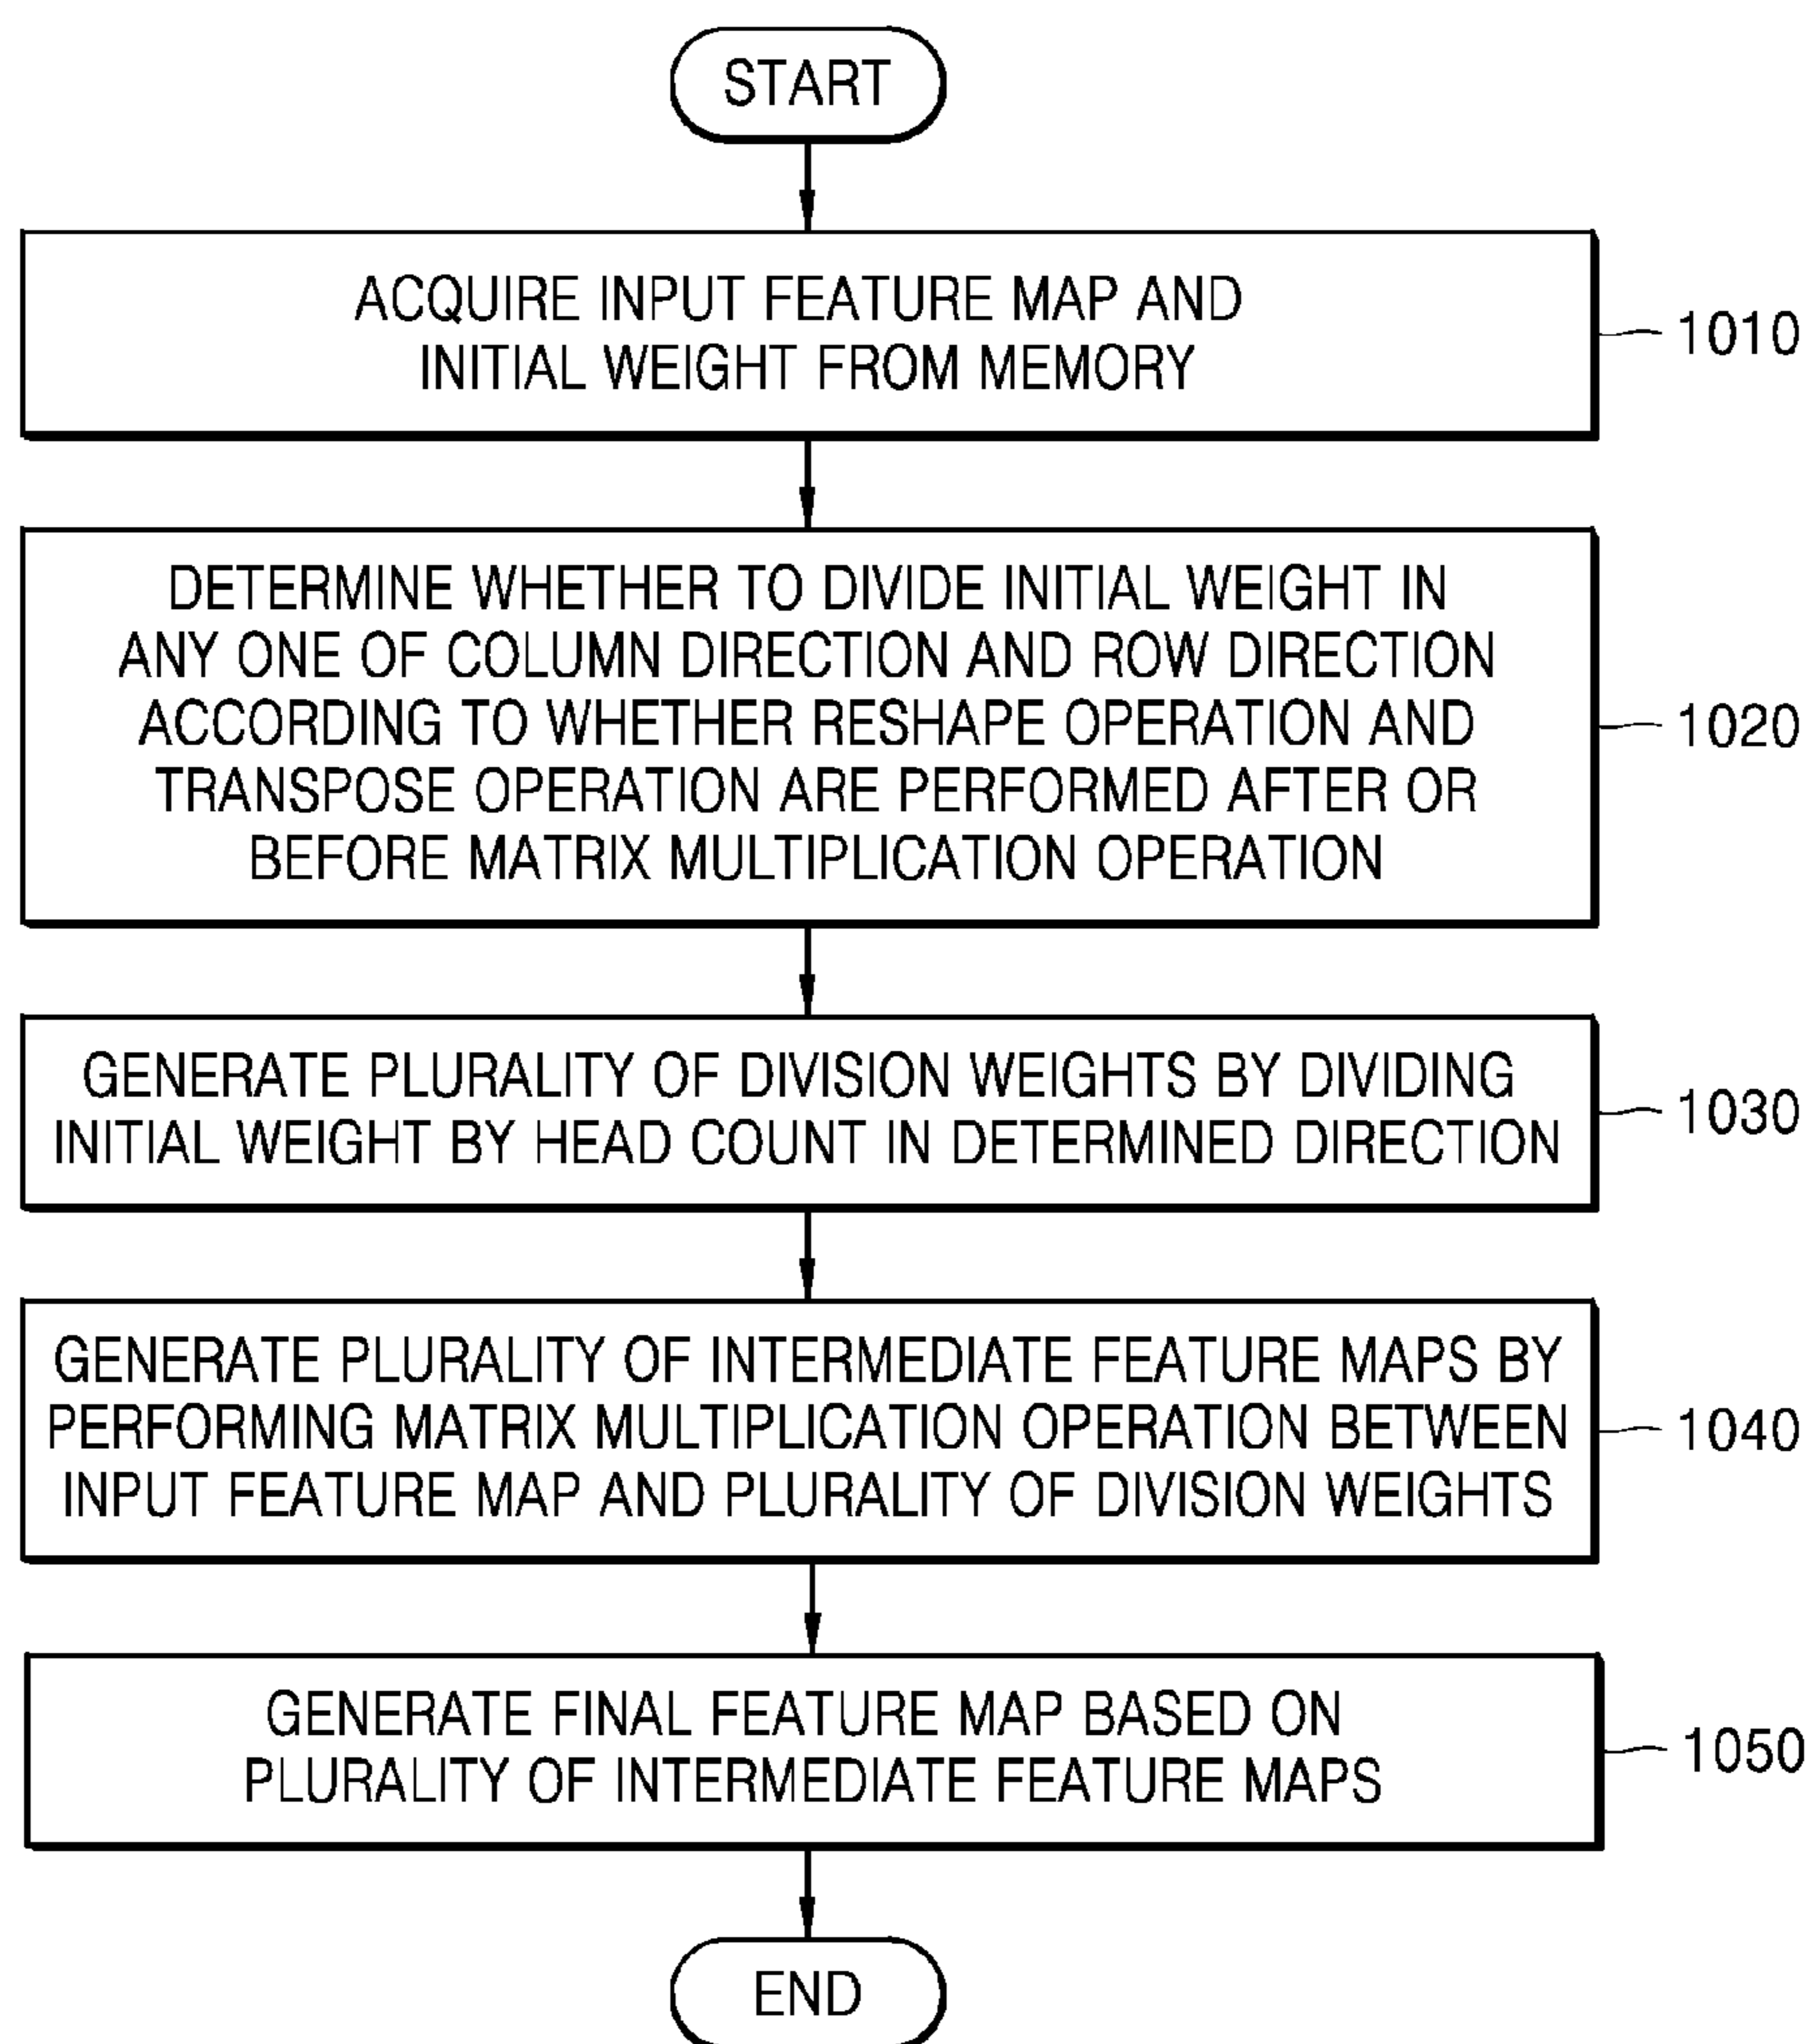 START
ACQUIRE INPUT FEATURE MAP AND
INITIAL WEIGHT FROM MEMORY
1010
DETERMINE WHETHER TO DIVIDE INITIAL WEIGHT IN
ANY ONE OF COLUMN DIRECTION AND ROW DIRECTION
ACCORDING TO WHETHER RESHAPE OPERATION AND
TRANSPOSE OPERATION ARE PERFORMED AFTER OR
BEFORE MATRIX MULTIPLICATION OPERATION
1020
GENERATE PLURALITY OF DIVISION WEIGHTS BY DIVIDING
INITIAL WEIGHT BY HEAD COUNT IN DETERMINED DIRECTION
1030
GENERATE PLURALITY OF INTERMEDIATE FEATURE MAPS BY
PERFORMING MATRIX MULTIPLICATION OPERATION BETWEEN
INPUT FEATURE MAP AND PLURALITY OF DIVISION WEIGHTS
1040
GENERATE FINAL FEATURE MAP BASED ON
PLURALITY OF INTERMEDIATE FEATURE MAPS
1050
END